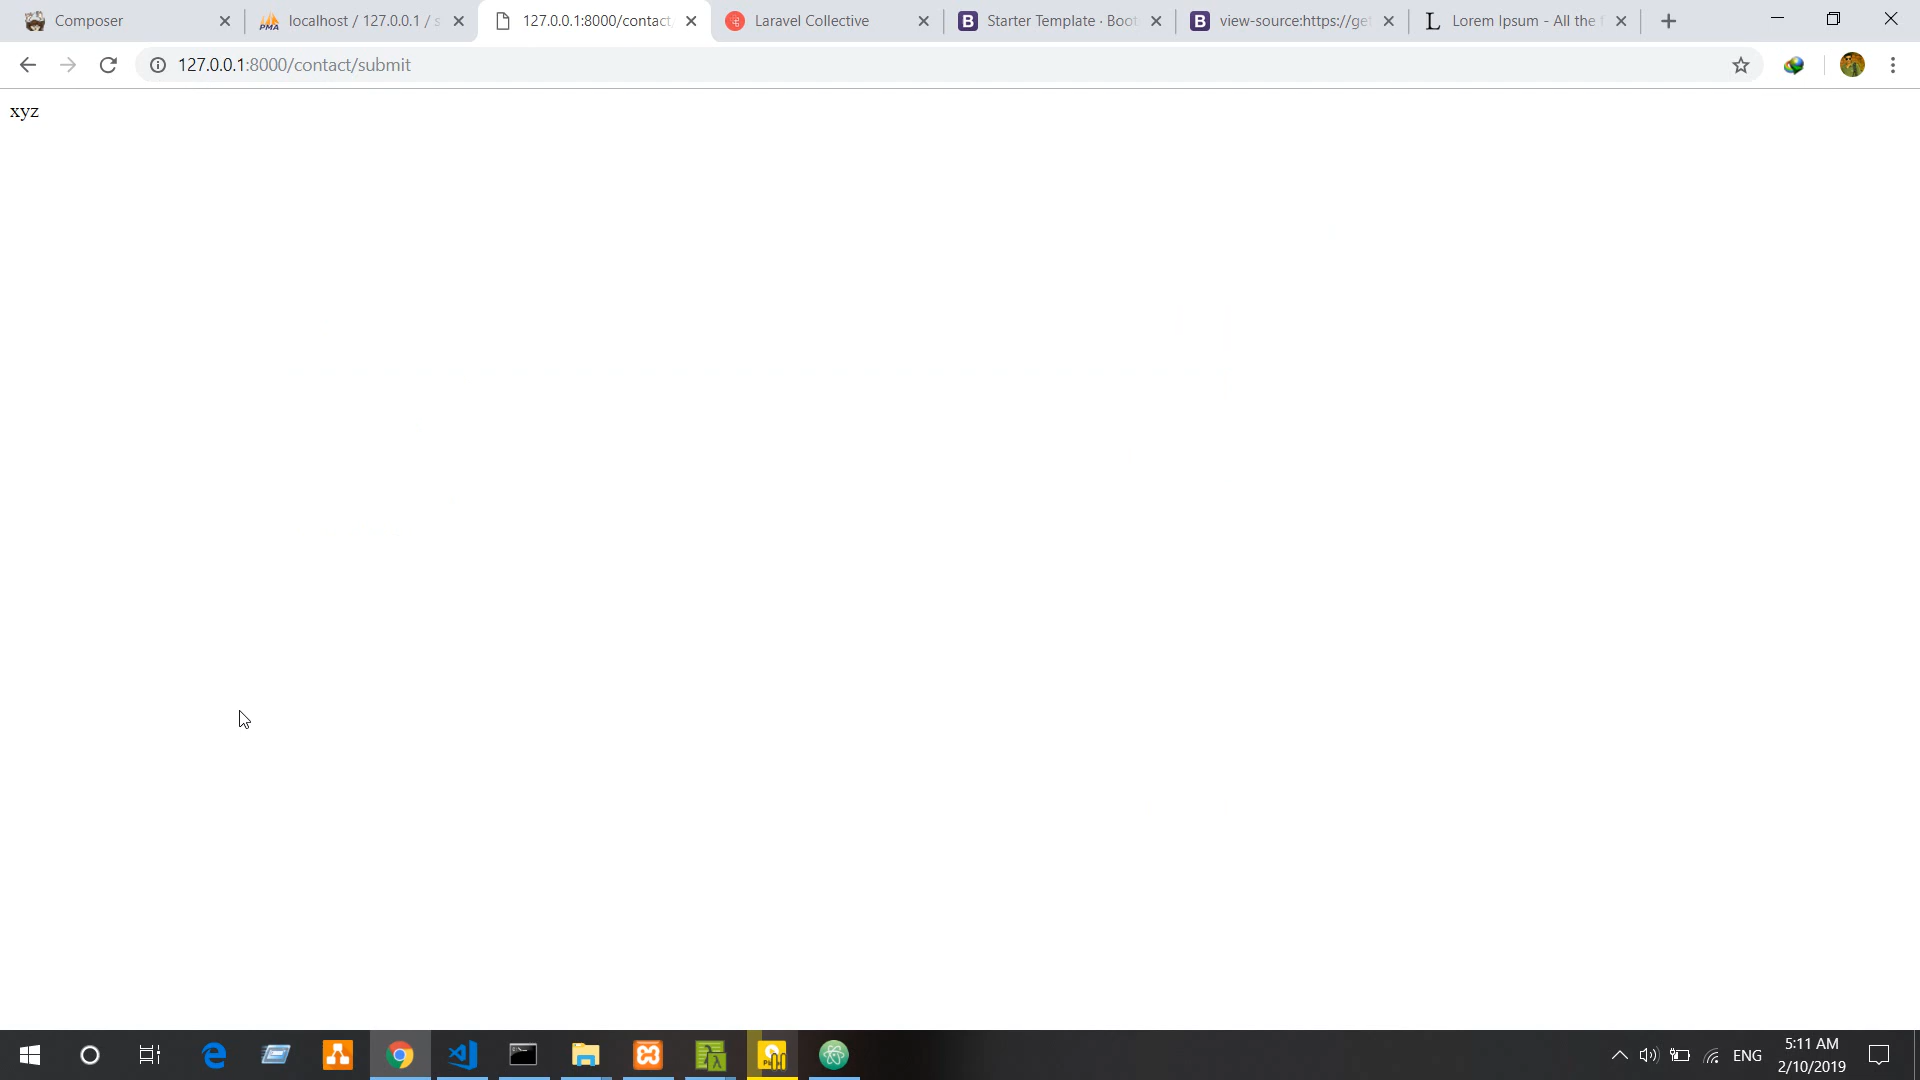 Composer
localhost / 127.0.0.1 / s
127.0.0.1:8000/contact
Laravel Collective
Starter Template · Boot
view-source:https://get
Lorem Ipsum - All the f
127.0.0.1:8000/contact/submit
xyz
ENG
5:11 AM
2/10/2019